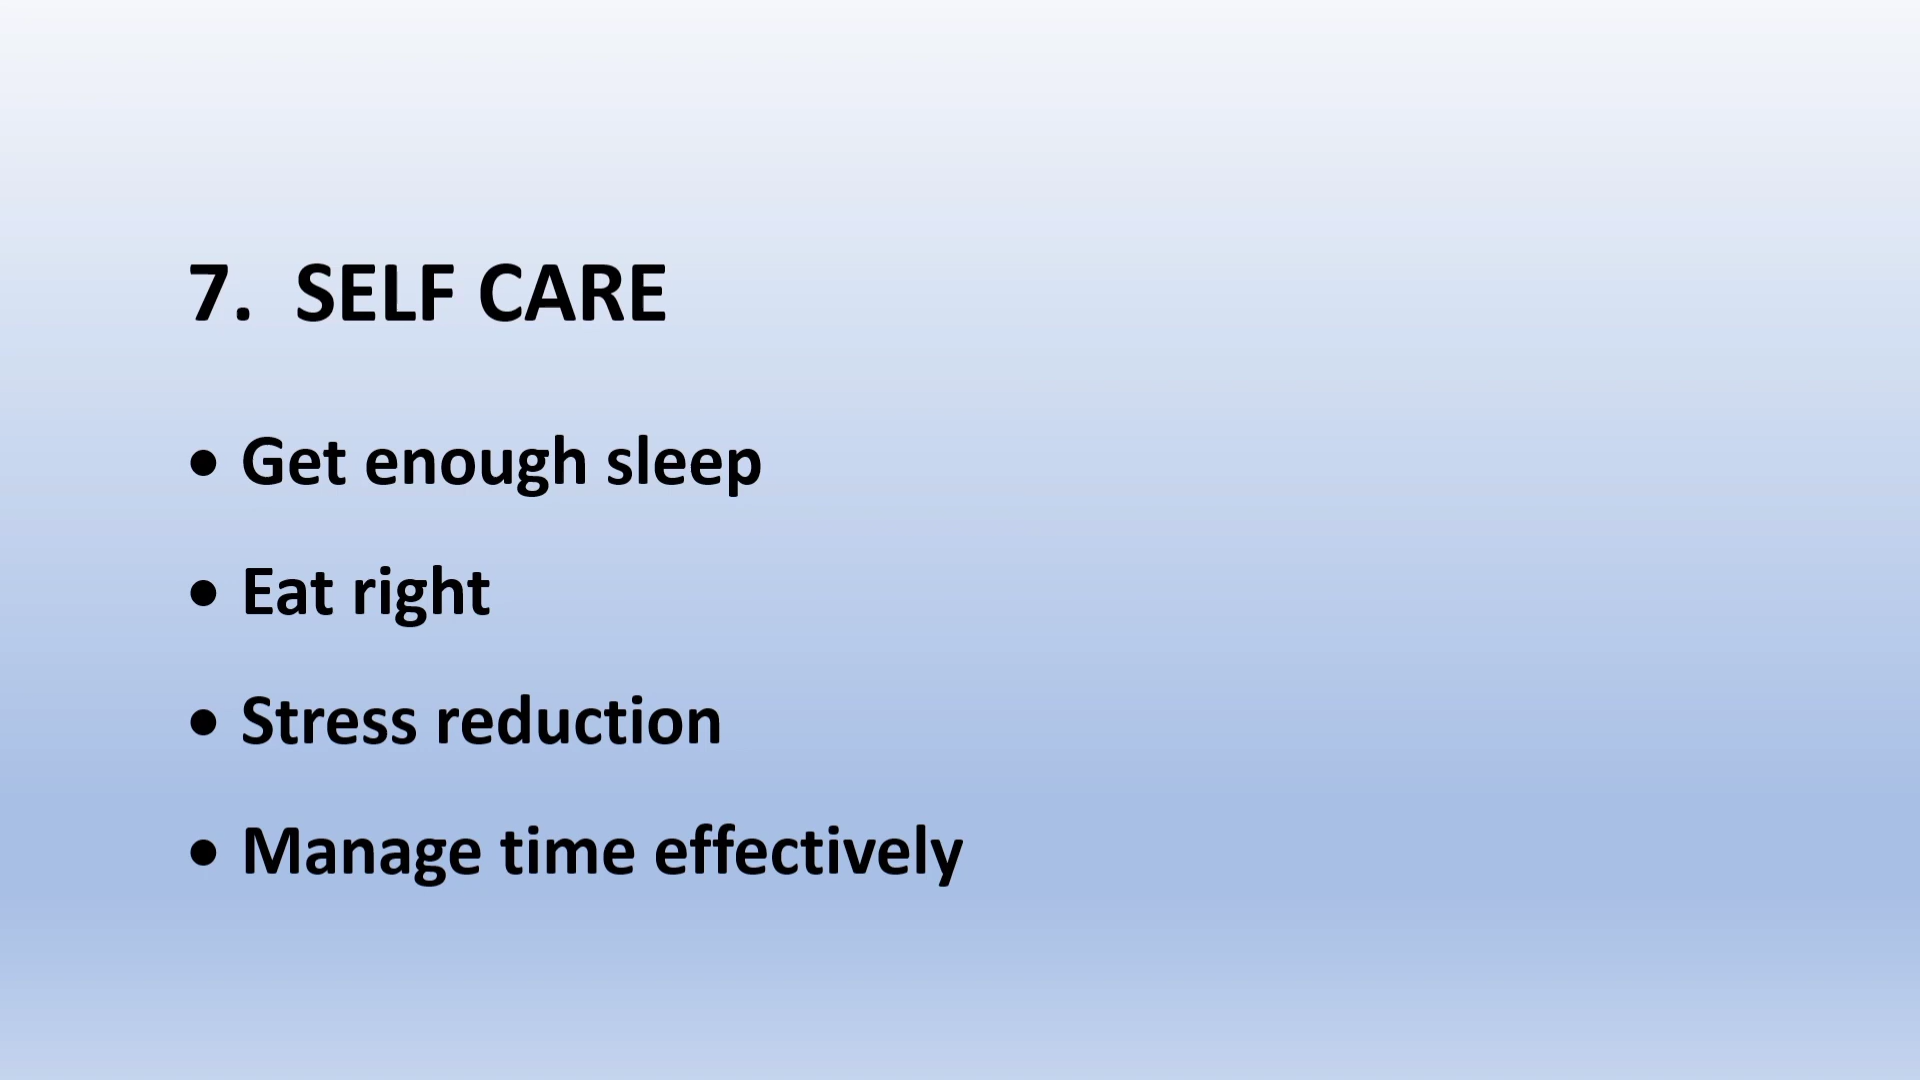 7. SELF CARE
• Get enough sleep
• Eat right
• Stress reduction
• Manage time effectively